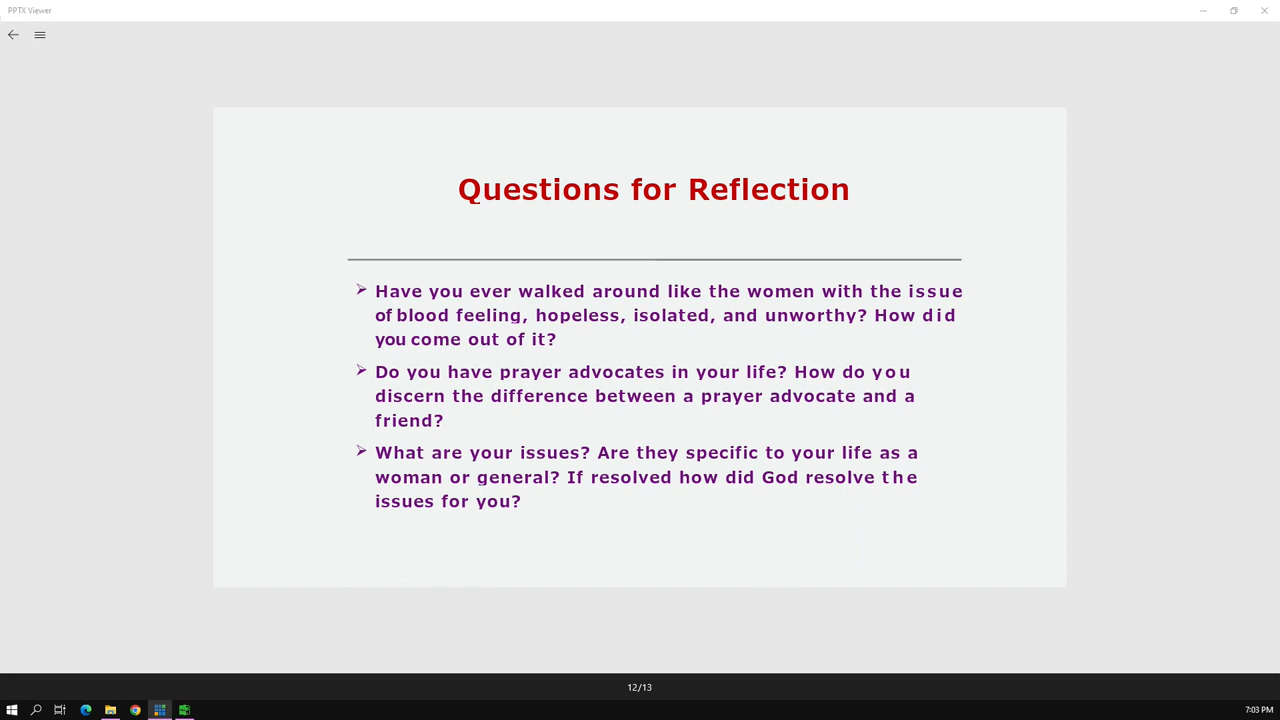 PPTX Viewer
Questions for Reflection
Have you ever walked around like the women with the issue
of blood feeling, hopeless, isolated, and unworthy? How did
you come out of it?
Do you have prayer advocates in your life? How do you
discern the difference between a prayer advocate and a
friend?
What are your issues? Are they specific to your life as a
woman or general? If resolved how did God resolve the
issues for you?
12/13
7:03 PM